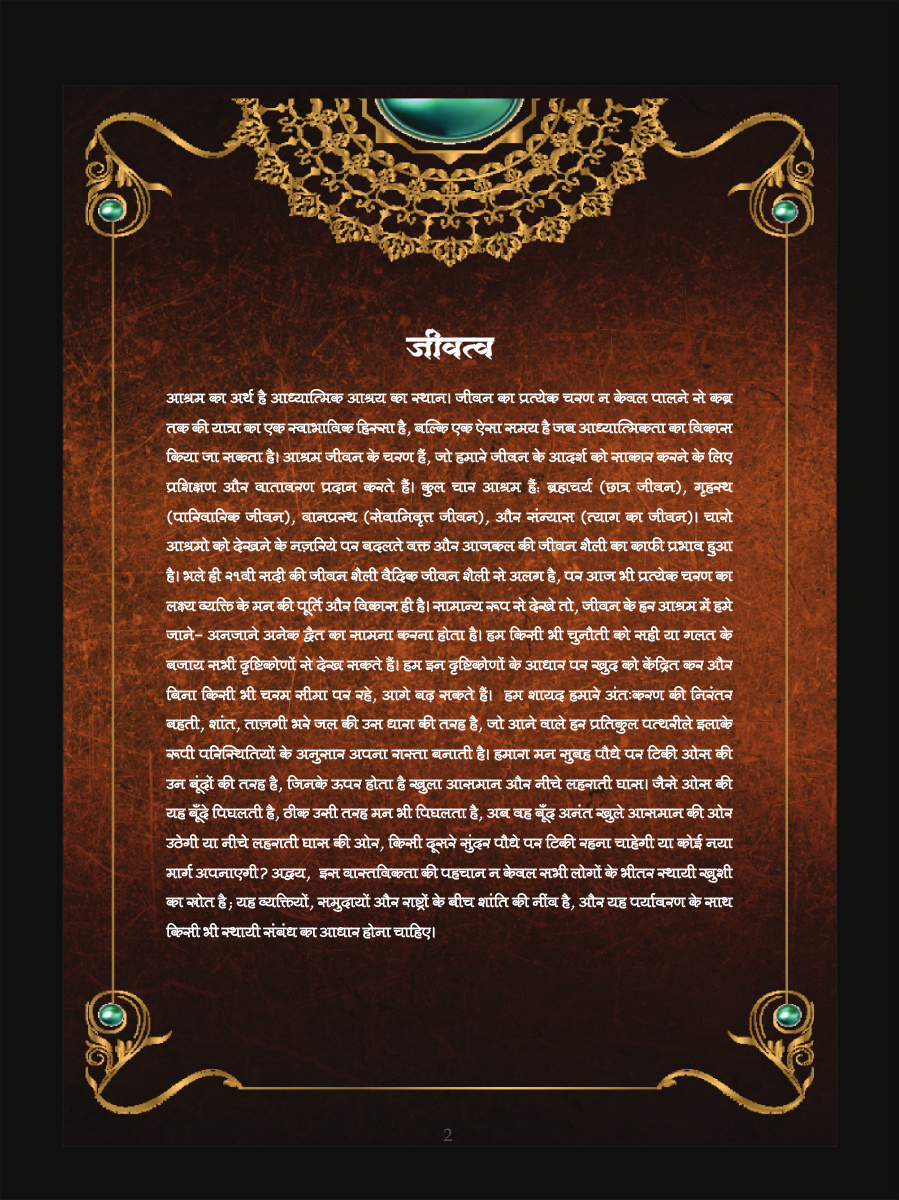 जीवत्व
आश्रम का अर्थ है आध्यात्मिक आश्रय का स्थान। जीवन का प्रत्येक चरण न केवल पालने से कब्र
तक की यात्रा का एक स्वाभाविक हिस्सा है, बल्कि एक ऐसा समय है जब आध्यात्मिकता का विकास
किया जा सकता है। आश्रम जीवन के चरण हैं, जो हमारे जीवन के आदर्श को साकार करने के लिए
प्रशिक्षण और वातावरण प्रदान करते हैं। कुल चार आश्रम हैं: ब्रह्मचर्य (छात्र जीवन), गृहस्थ
(पारिवारिक जीवन), वानप्रस्थ (सेवानिवृत्त जीवन), और संन्यास (त्याग का जीवन)। चारो
आश्रमो को देखने के नज़रिये पर बदलते वक्त और आजकल की जीवन शैली का काफी प्रभाव हुआ
है। भले ही २१वी सदी की जीवन शैली वैदिक जीवन शैली से अलग है, पर आज भी प्रत्येक चरण का
लक्ष्य व्यक्ति के मन की पूर्ति और विकास ही है। सामान्य रूप से देखे तो, जीवन के हर आश्रम में हमे
जाने- अनजाने अनेक द्वैत का सामना करना होता है। हम किसी भी चुनौती को सही या गलत के
बजाय सभी दृष्टिकोणों से देख सकते हैं। हम इन दृष्टिकोणों के आधार पर खुद को केंद्रित कर और
बिना किसी भी चरम सीमा पर रहे, आगे बढ़ सकते हैं। हम शायद हमारे अंतःकरण की निरंतर
बहती, शांत, ताज़गी भरे जल की उस धारा की तरह है, जो आने वाले हर प्रतिकुल पत्थरीले इलाके
रूपी परिस्थितियों के अनुसार अपना रास्ता बनाती है। हमारा मन सुबह पौधे पर टिकी ओस की
उन बूंदों की तरह है, जिनके ऊपर होता है खुला आसमान और नीचे लहराती घास। जैसे ओस की
यह बूँदे पिघलती है, ठीक उसी तरह मन भी पिघलता है, अब वह बूँद अनंत खुले आसमान की ओर
उठेगी या नीचे लहराती घास की ओर, किसी दूसरे सुंदर पौधे पर टिकी रहना चाहेगी या कोई नया
मार्ग अपनाएगी? अद्वय, इस वास्तविकता की पहचान न केवल सभी लोगों के भीतर स्थायी खुशी
का स्रोत है; यह व्यक्तियों, समुदायों और राष्ट्रों के बीच शांति की नींव है, और यह पर्यावरण के साथ
किसी भी स्थायी संबंध का आधार होना चाहिए।
2